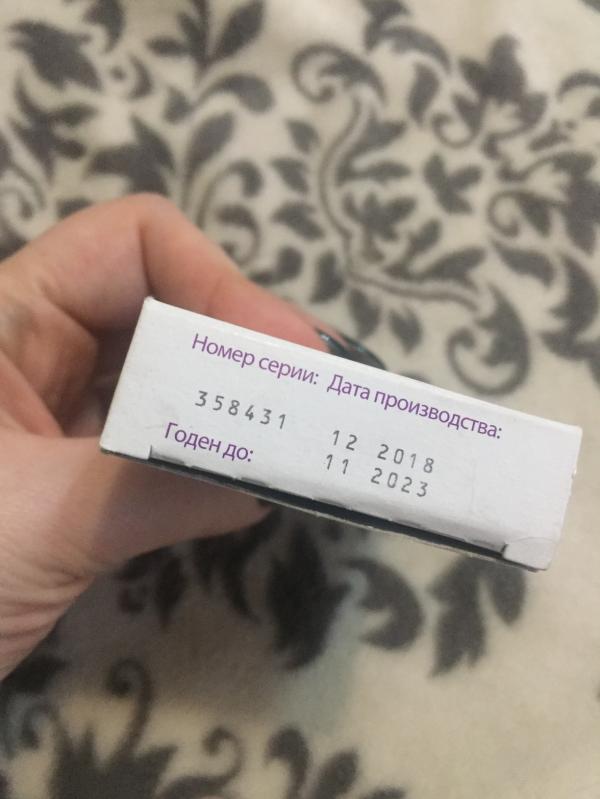 Номер серии: Дата производства:
358431 12 2018
Годен до: 11 2023